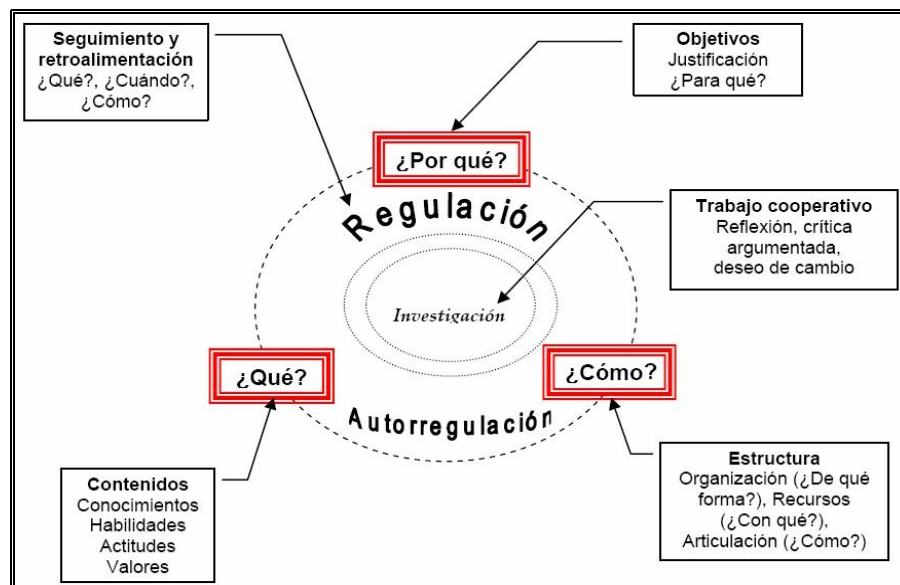 Seguimiento y
retroalimentación
¿Qué?, ¿Cuándo?,
¿Cómo?
Objetivos
Justificación
¿Para qué?
¿Por qué?
Regulación
Trabajo cooperativo
Reflexión, crítica
argumentada,
deseo de cambio
Investigación
¿Qué?
¿Cómo?
Autorregulación
Contenidos
Conocimientos
Habilidades
Actitudes
Valores
Estructura
Organización (¿De qué
forma?), Recursos
(¿Con qué?),
Articulación (¿Cómo?)